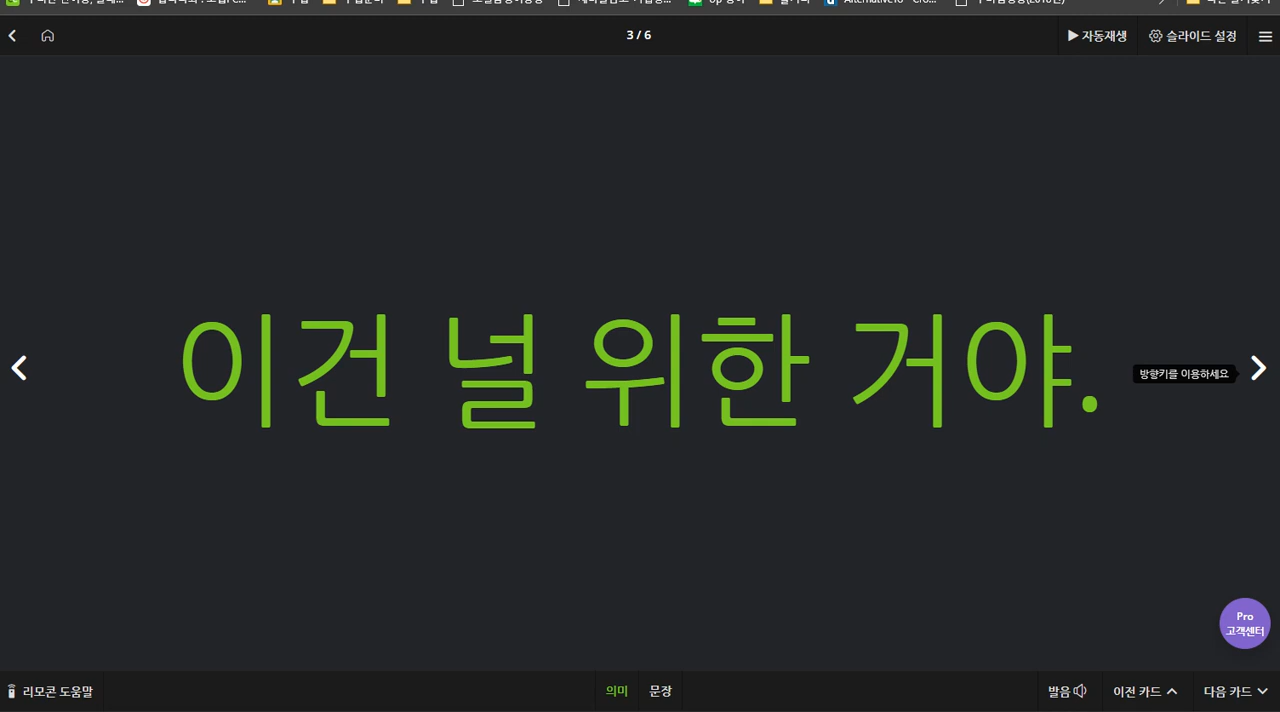 3 / 6
자동재생
슬라이드 설정
이건 널 위한 거야.
방향키를 이용하세요
Pro
고객센터
리모콘 도움말
의미
문장
발음
이전 카드
다음 카드